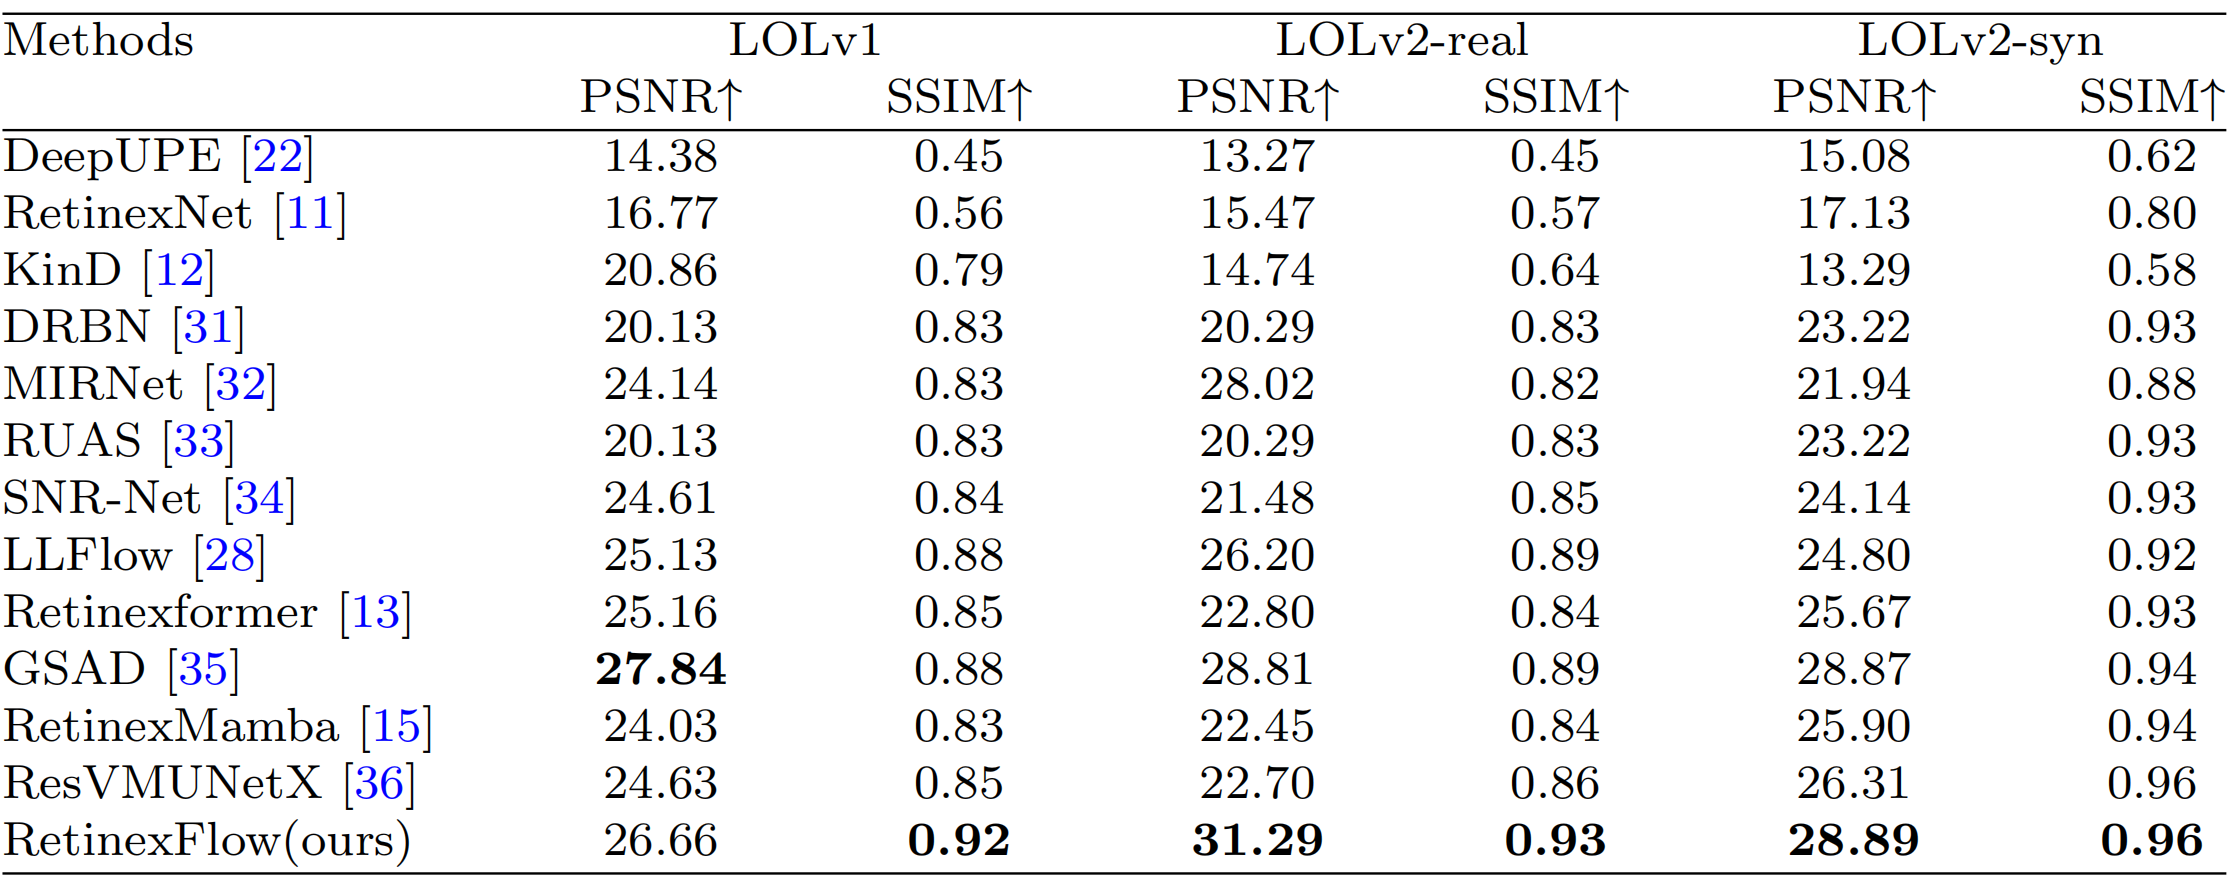 Methods LOLv1 LOLv2-real LOLv2-syn
PSNR↑ SSIM↑ PSNR↑ SSIM↑ PSNR↑ SSIM↑
DeepUPE [22] 14.38 0.45 13.27 0.45 15.08 0.62
RetinexNet [11] 16.77 0.56 15.47 0.57 17.13 0.80
KinD [12] 20.86 0.79 14.74 0.64 13.29 0.58
DRBN [31] 20.13 0.83 20.29 0.83 23.22 0.93
MIRNet [32] 24.14 0.83 28.02 0.82 21.94 0.88
RUAS [33] 20.13 0.83 20.29 0.83 23.22 0.93
SNR-Net [34] 24.61 0.84 21.48 0.85 24.14 0.93
LLFlow [28] 25.13 0.88 26.20 0.89 24.80 0.92
Retinexformer [13] 25.16 0.85 22.80 0.84 25.67 0.93
GSAD [35] 27.84 0.88 28.81 0.89 28.87 0.94
RetinexMamba [15] 24.03 0.83 22.45 0.84 25.90 0.94
ResVMUNetX [36] 24.63 0.85 22.70 0.86 26.31 0.96
RetinexFlow(ours) 26.66 0.92 31.29 0.93 28.89 0.96